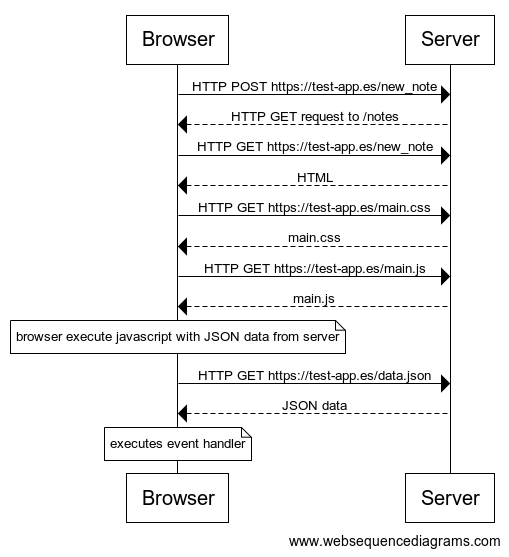 Browser
Server
HTTP POST https://test-app.es/new_note
HTTP GET request to /notes
HTTP GET https://test-app.es/new_note
HTML
HTTP GET https://test-app.es/main.css
main.css
HTTP GET https://test-app.es/main.js
main.js
browser execute javascript with JSON data from server
HTTP GET https://test-app.es/data.json
JSON data
executes event handler
Browser
Server
www.websequencediagrams.com